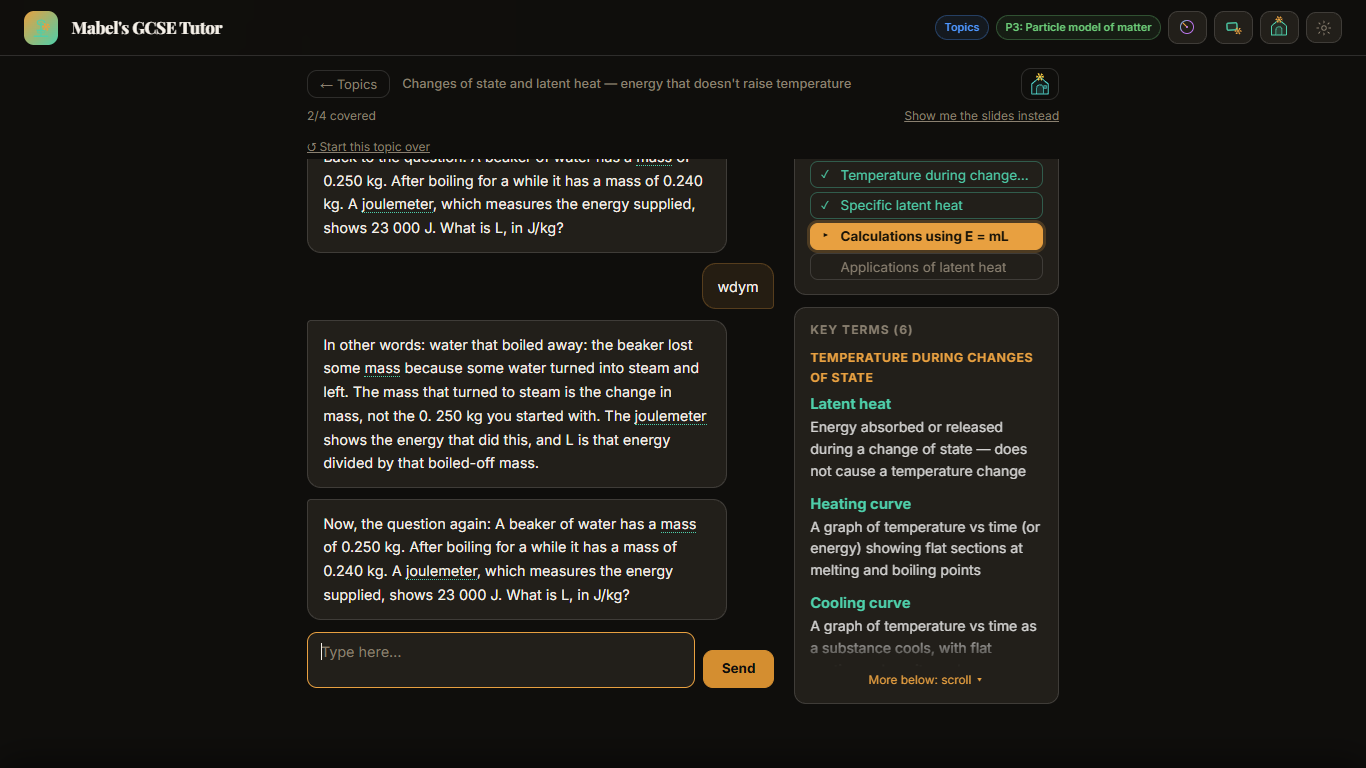 Mabel's GCSE Tutor
Topics
P3: Particle model of matter
← Topics
Changes of state and latent heat — energy that doesn't raise temperature
2/4 covered
Show me the slides instead
↺ Start this topic over
Back to the question: A beaker of water has a mass of
0.250 kg. After boiling for a while it has a mass of 0.240
kg. A joulemeter, which measures the energy supplied,
shows 23 000 J. What is L, in J/kg?
wdym
In other words: water that boiled away: the beaker lost
some mass because some water turned into steam and
left. The mass that turned to steam is the change in
mass, not the 0. 250 kg you started with. The joulemeter
shows the energy that did this, and L is that energy
divided by that boiled-off mass.
Now, the question again: A beaker of water has a mass
of 0.250 kg. After boiling for a while it has a mass of
0.240 kg. A joulemeter, which measures the energy
supplied, shows 23 000 J. What is L, in J/kg?
Type here...
Send
✓ Temperature during change...
✓ Specific latent heat
‣ Calculations using E = mL
Applications of latent heat
KEY TERMS (6)
TEMPERATURE DURING CHANGES
OF STATE
Latent heat
Energy absorbed or released
during a change of state — does
not cause a temperature change
Heating curve
A graph of temperature vs time (or
energy) showing flat sections at
melting and boiling points
Cooling curve
A graph of temperature vs time as
a substance cools, with flat
More below: scroll ▾